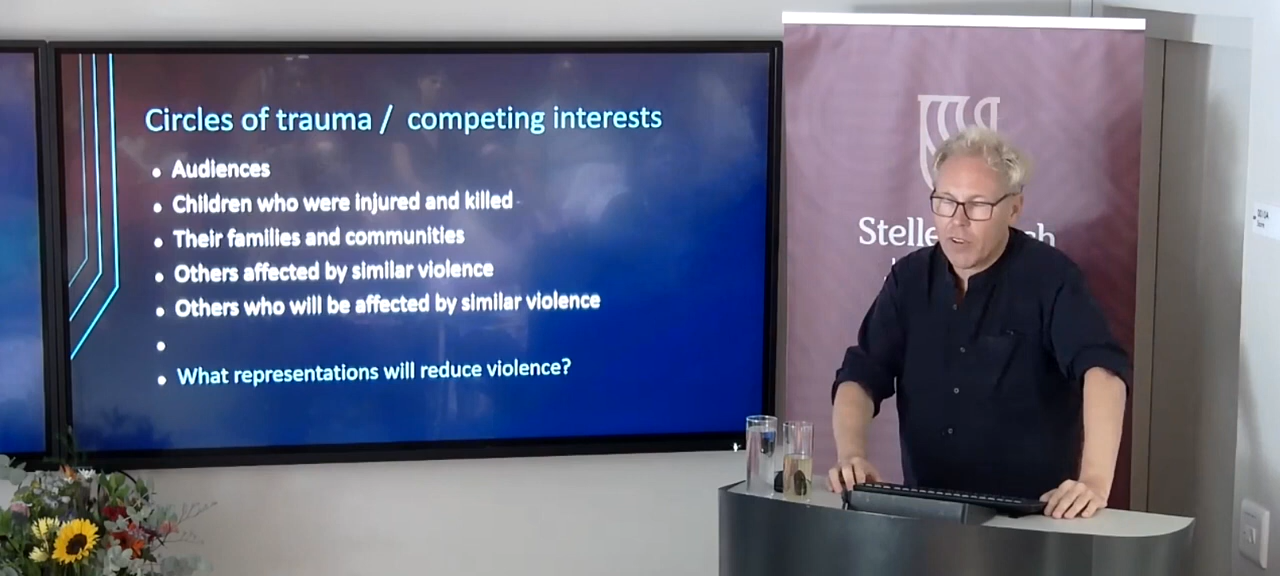 Circles of trauma / competing interests
• Audiences
• Children who were injured and killed
• Their families and communities
• Others affected by similar violence
• Others who will be affected by similar violence
•
• What representations will reduce violence?